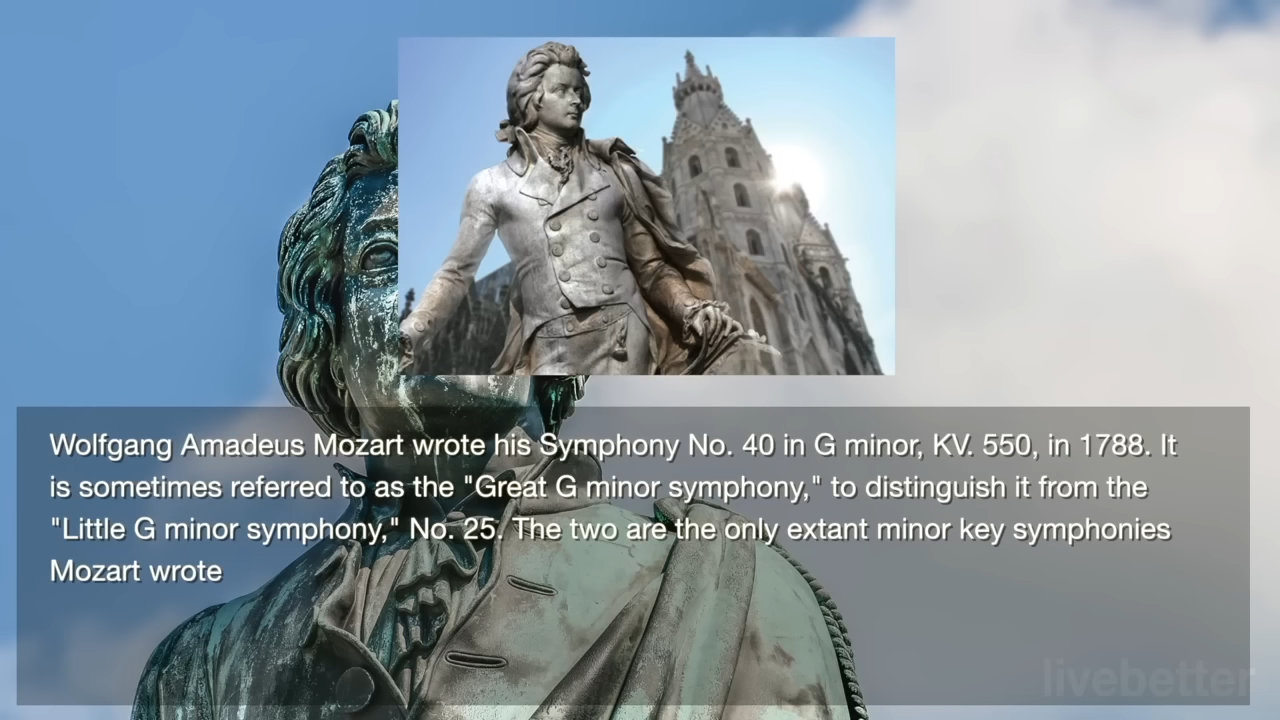 Wolfgang Amadeus Mozart wrote his Symphony No. 40 in G minor, KV. 550, in 1788. It
is sometimes referred to as the "Great G minor symphony," to distinguish it from the
"Little G minor symphony," No. 25. The two are the only extant minor key symphonies
Mozart wrote
livebetter